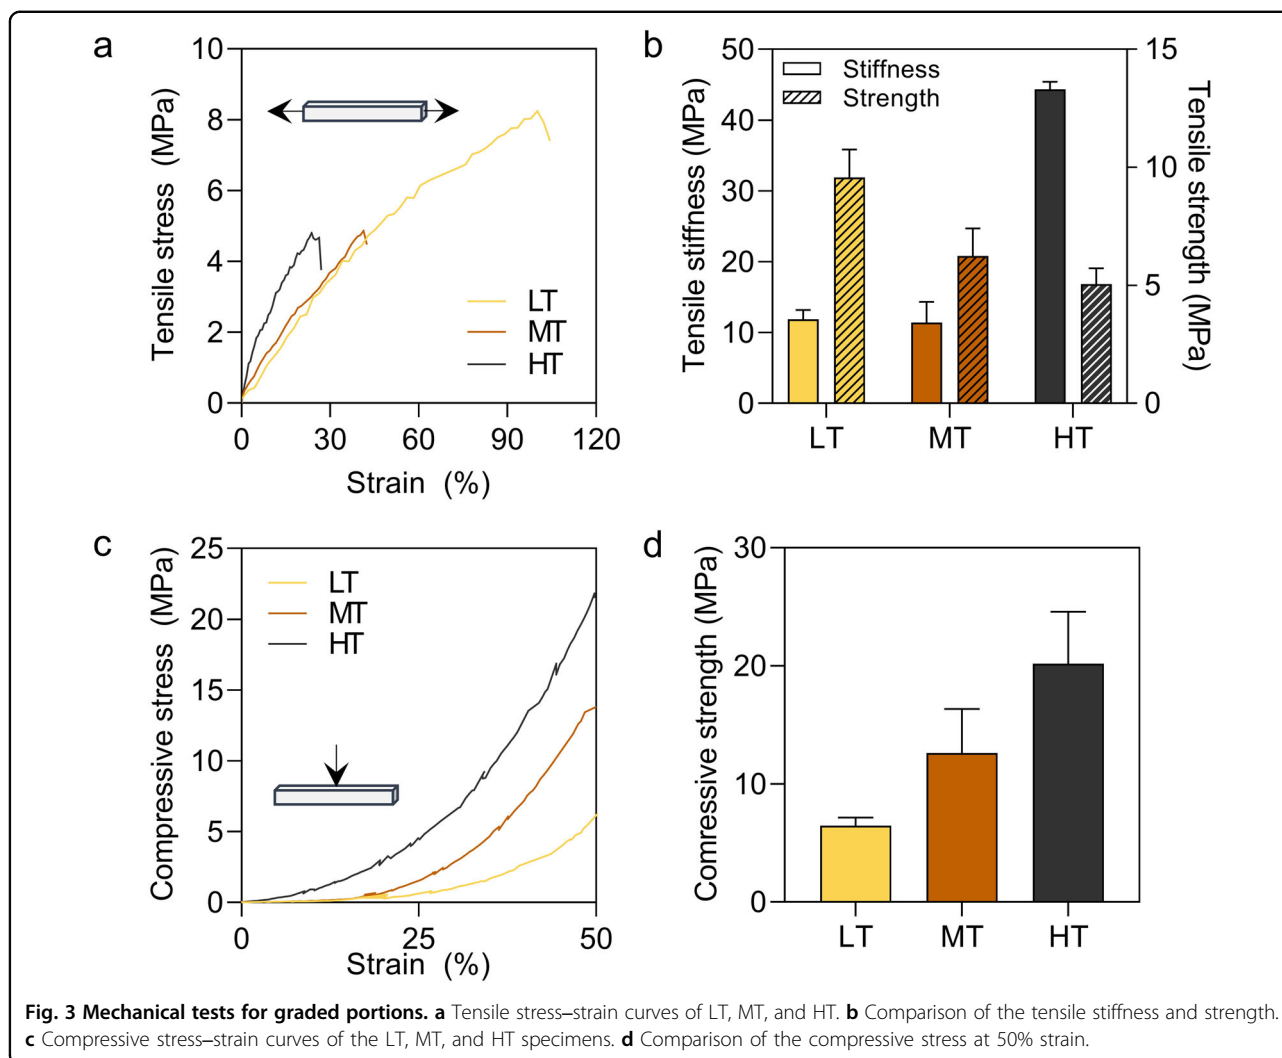 a
10
8
6
4
2
0
Tensile stress (MPa)
LT
MT
HT
0 30 60 90 120
Strain (%)
b
50
40
30
20
10
0
Tensile stiffness (MPa)
Stiffness
Strength
15
10
5
0
Tensile strength (MPa)
LT MT HT
c
25
20
15
10
5
0
Compressive stress (MPa)
LT
MT
HT
0 25 50
Strain (%)
d
30
20
10
0
Comressive strength (MPa)
LT MT HT
Fig. 3 Mechanical tests for graded portions. a Tensile stress–strain curves of LT, MT, and HT. b Comparison of the tensile stiffness and strength.
c Compressive stress–strain curves of the LT, MT, and HT specimens. d Comparison of the compressive stress at 50% strain.